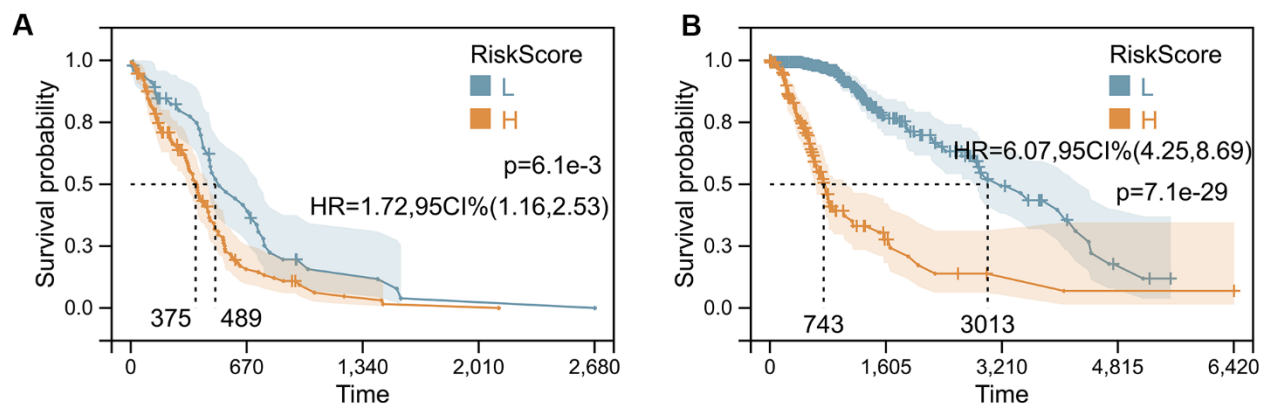 A
RiskScore
L
H
p=6.1e-3
HR=1.72,95CI%(1.16,2.53)
Survival probability
1.0
0.8
0.5
0.3
0.0
375
489
0
670
1,340
2,010
2,680
Time
B
RiskScore
L
H
HR=6.07,95CI%(4.25,8.69)
p=7.1e-29
Survival probability
1.0
0.8
0.5
0.3
0.0
743
3013
0
1,605
3,210
4,815
6,420
Time